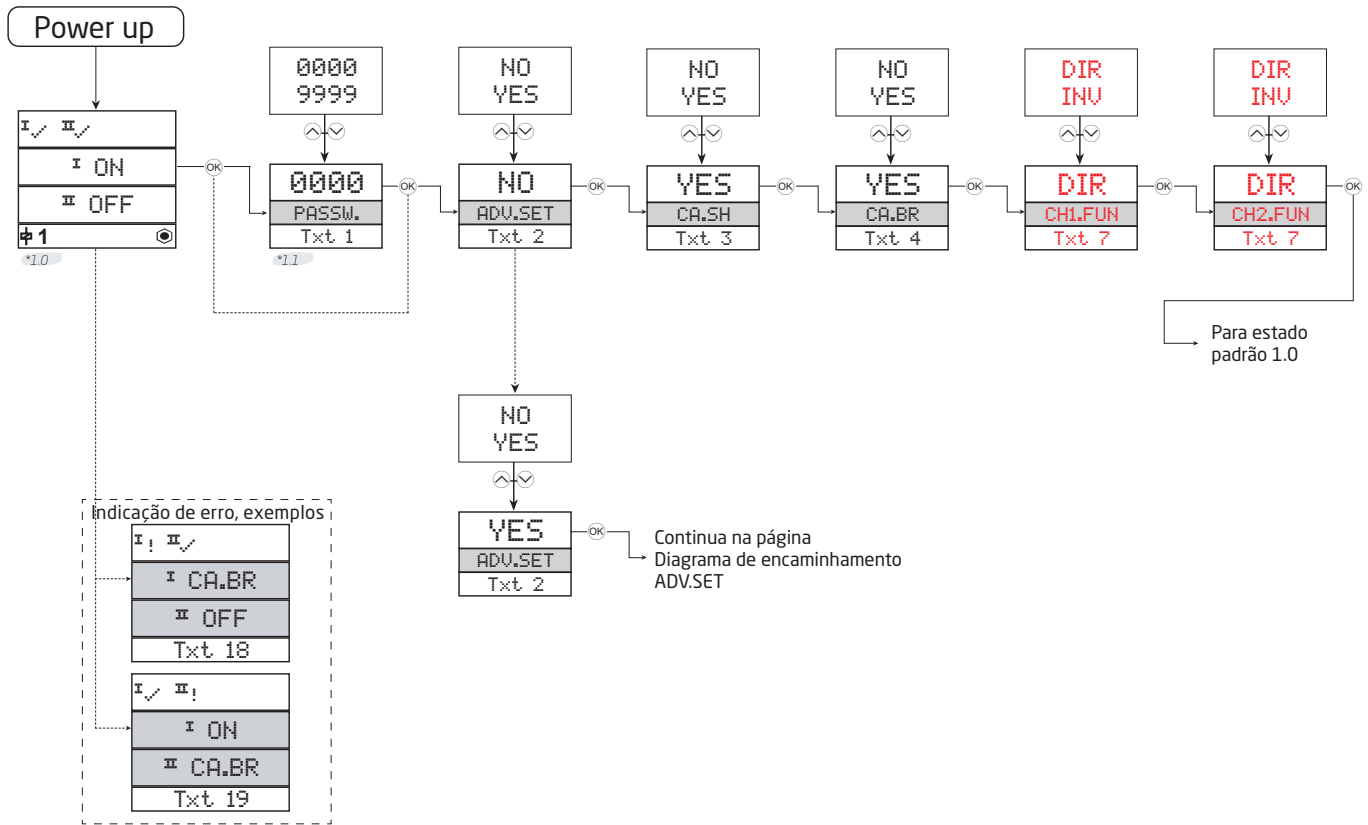 Power up
I✓ II✓
I ON
II OFF
1
*1.0
OK
0000
9999
0000
PASSW.
Txt 1
*1.1
OK
NO
YES
NO
ADV.SET
Txt 2
OK
NO
YES
YES
CA.SH
Txt 3
OK
NO
YES
YES
CA.BR
Txt 4
OK
DIR
INV
DIR
CH1.FUN
Txt 7
OK
DIR
INV
DIR
CH2.FUN
Txt 7
OK
Para estado
padrão 1.0
NO
YES
YES
ADV.SET
Txt 2
OK
Continua na página
Diagrama de encaminhamento
ADV.SET
Indicação de erro, exemplos
I! II✓
I CA.BR
II OFF
Txt 18
I✓ II!
I ON
II CA.BR
Txt 19